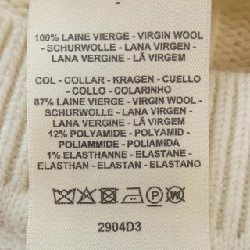 100% LAINE VIERGE - VIRGIN WOOL
- SCHURWOLLE - LANA VIRGEN -
LANA VERGINE - LÃ VIRGEM
COL - COLLAR - KRAGEN - CUELLO
- COLLO - COLARINHO
87% LAINE VIERGE - VIRGIN WOOL
- SCHURWOLLE - LANA VIRGEN -
LANA VERGINE - LÃ VIRGEM
12% POLYAMIDE - POLYAMID -
POLIAMMIDE - POLIAMIDA
1% ELASTHANNE - ELASTANE -
ELASTHAN - ELASTAN - ELASTANO
P
2904D3